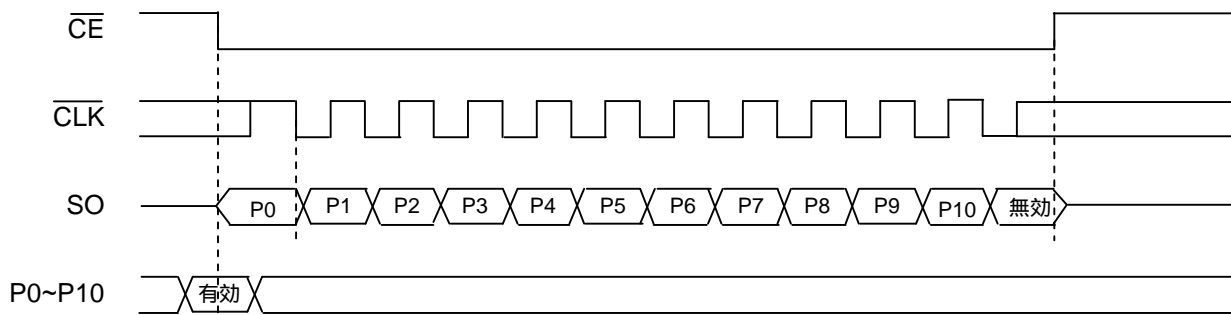 CE
CLK
SO P0 P1 P2 P3 P4 P5 P6 P7 P8 P9 P10 無効
P0~P10 有効